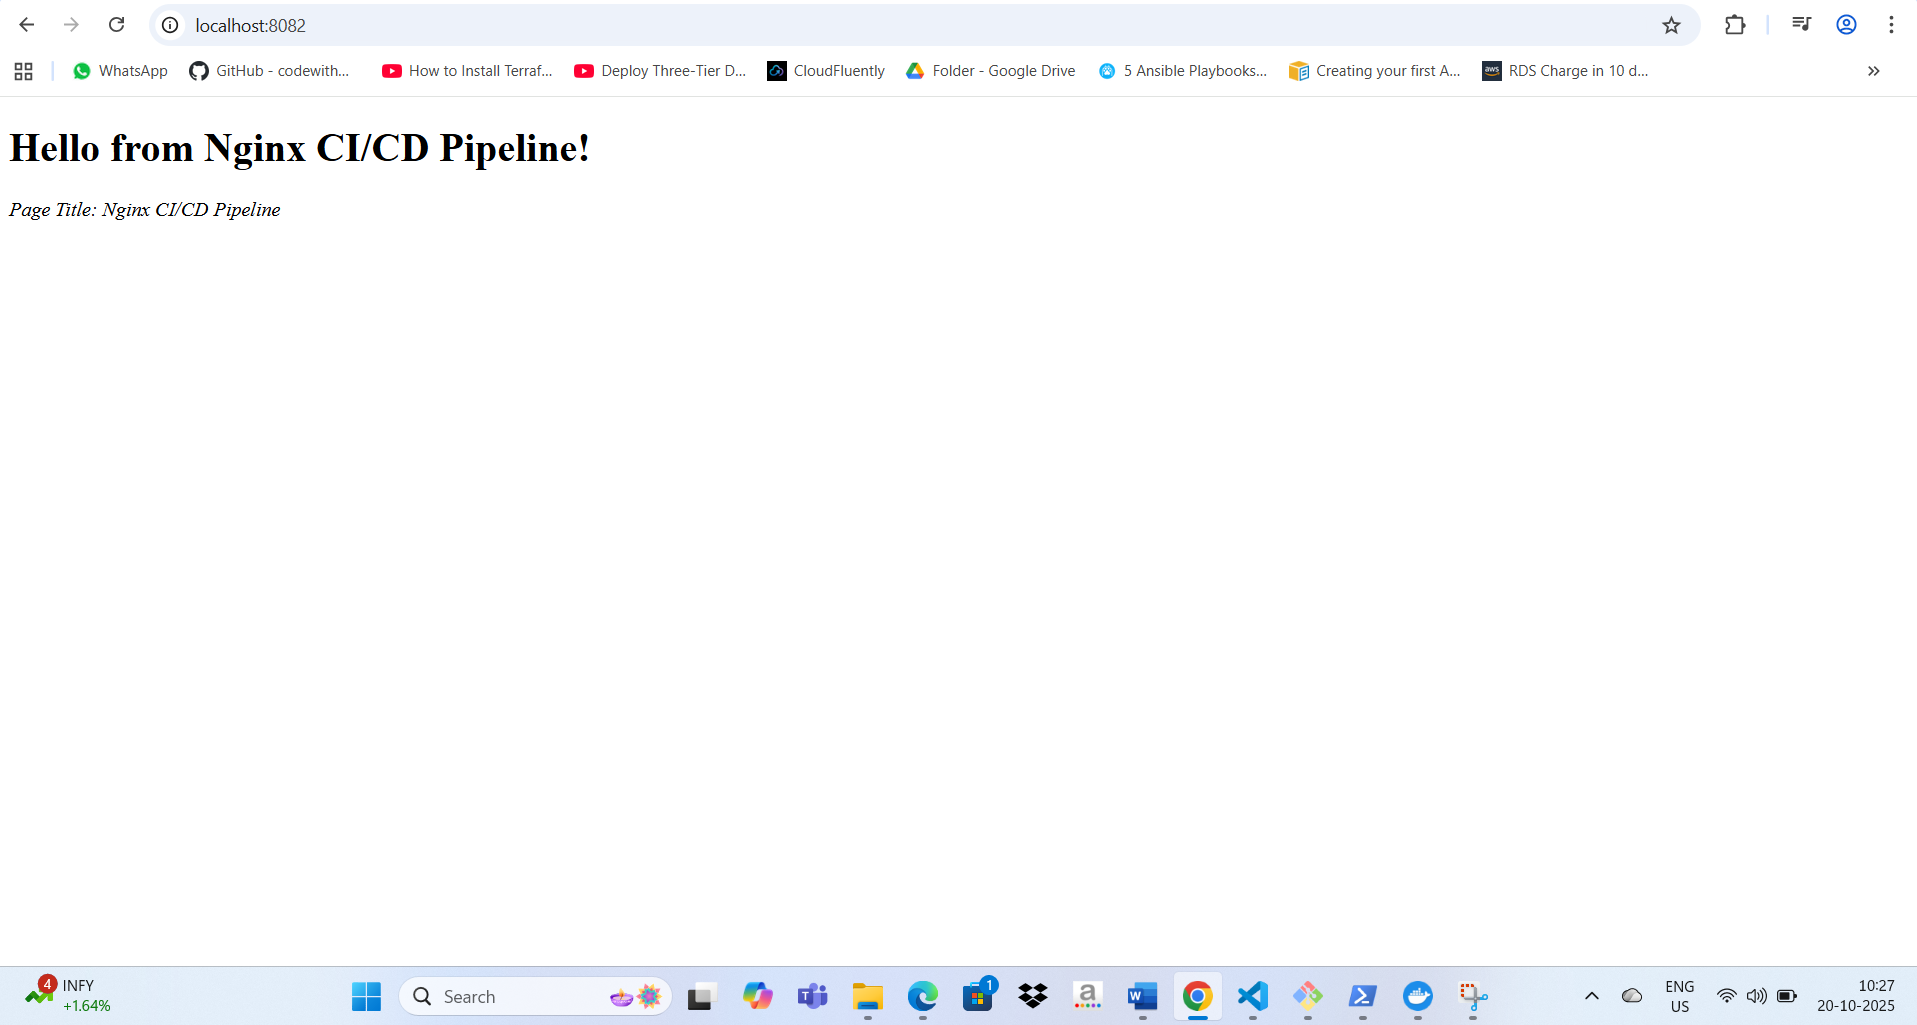 localhost:8082
WhatsApp
GitHub - codewith...
How to Install Terraf...
Deploy Three-Tier D...
CloudFluently
Folder - Google Drive
5 Ansible Playbooks...
Creating your first A...
aws
RDS Charge in 10 d...
Hello from Nginx CI/CD Pipeline!
Page Title: Nginx CI/CD Pipeline
4
INFY
+1.64%
Search
T
1
a
W
ENG
US
10:27
20-10-2025